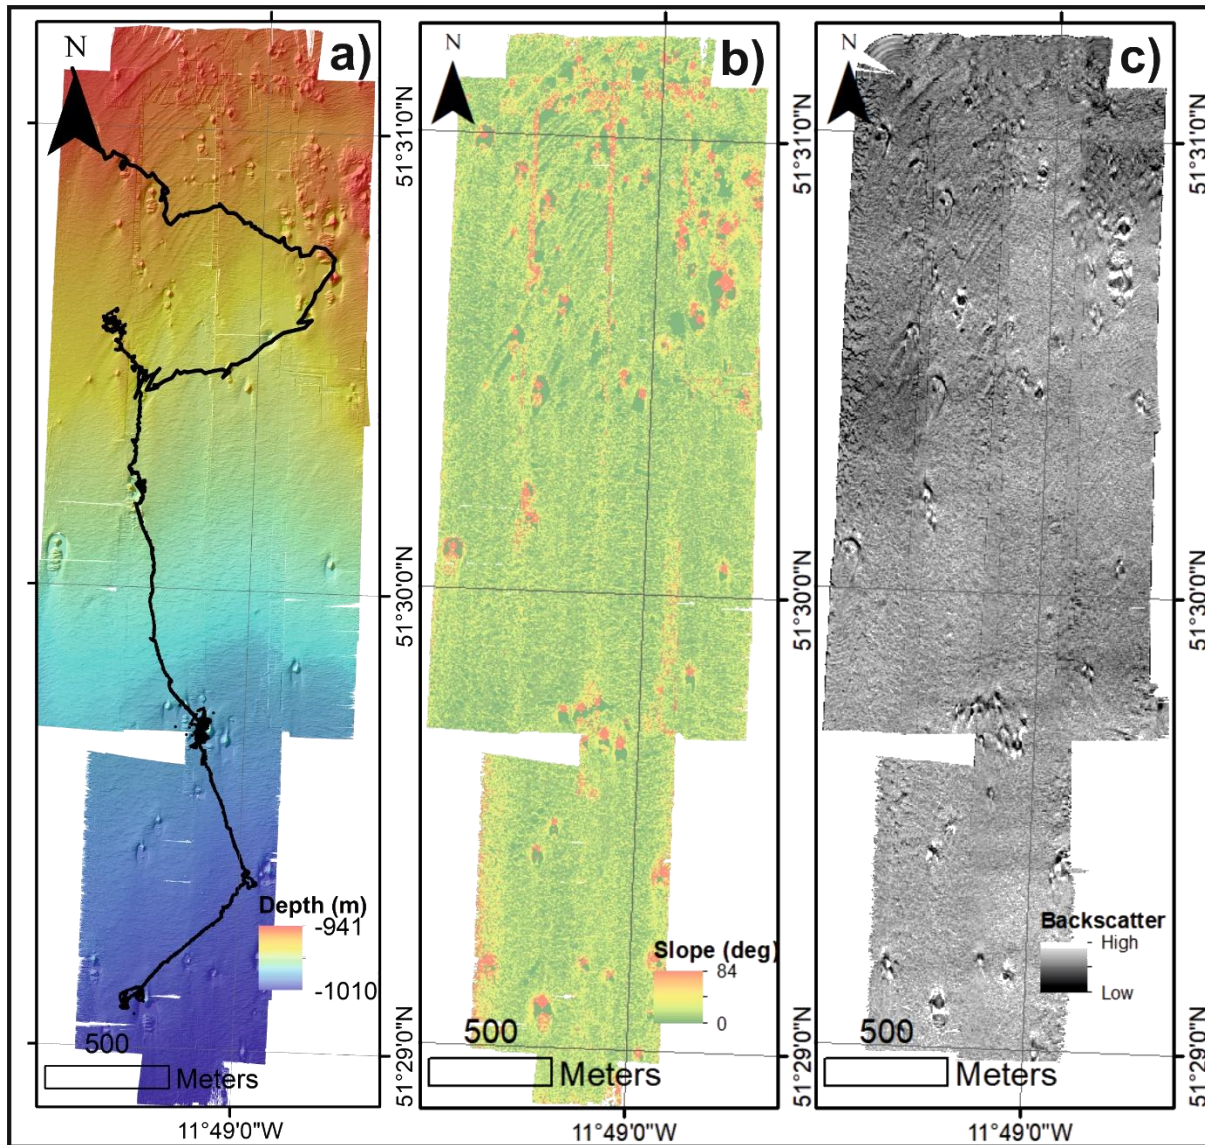 N
a)
51°31'0"N
51°30'0"N
51°29'0"N
Depth (m)
-941
-1010
500
Meters
11°49'0"W
N
b)
51°31'0"N
51°30'0"N
51°29'0"N
Slope (deg)
84
0
500
Meters
11°49'0"W
N
c)
51°31'0"N
51°30'0"N
51°29'0"N
Backscatter
High
Low
500
Meters
11°49'0"W